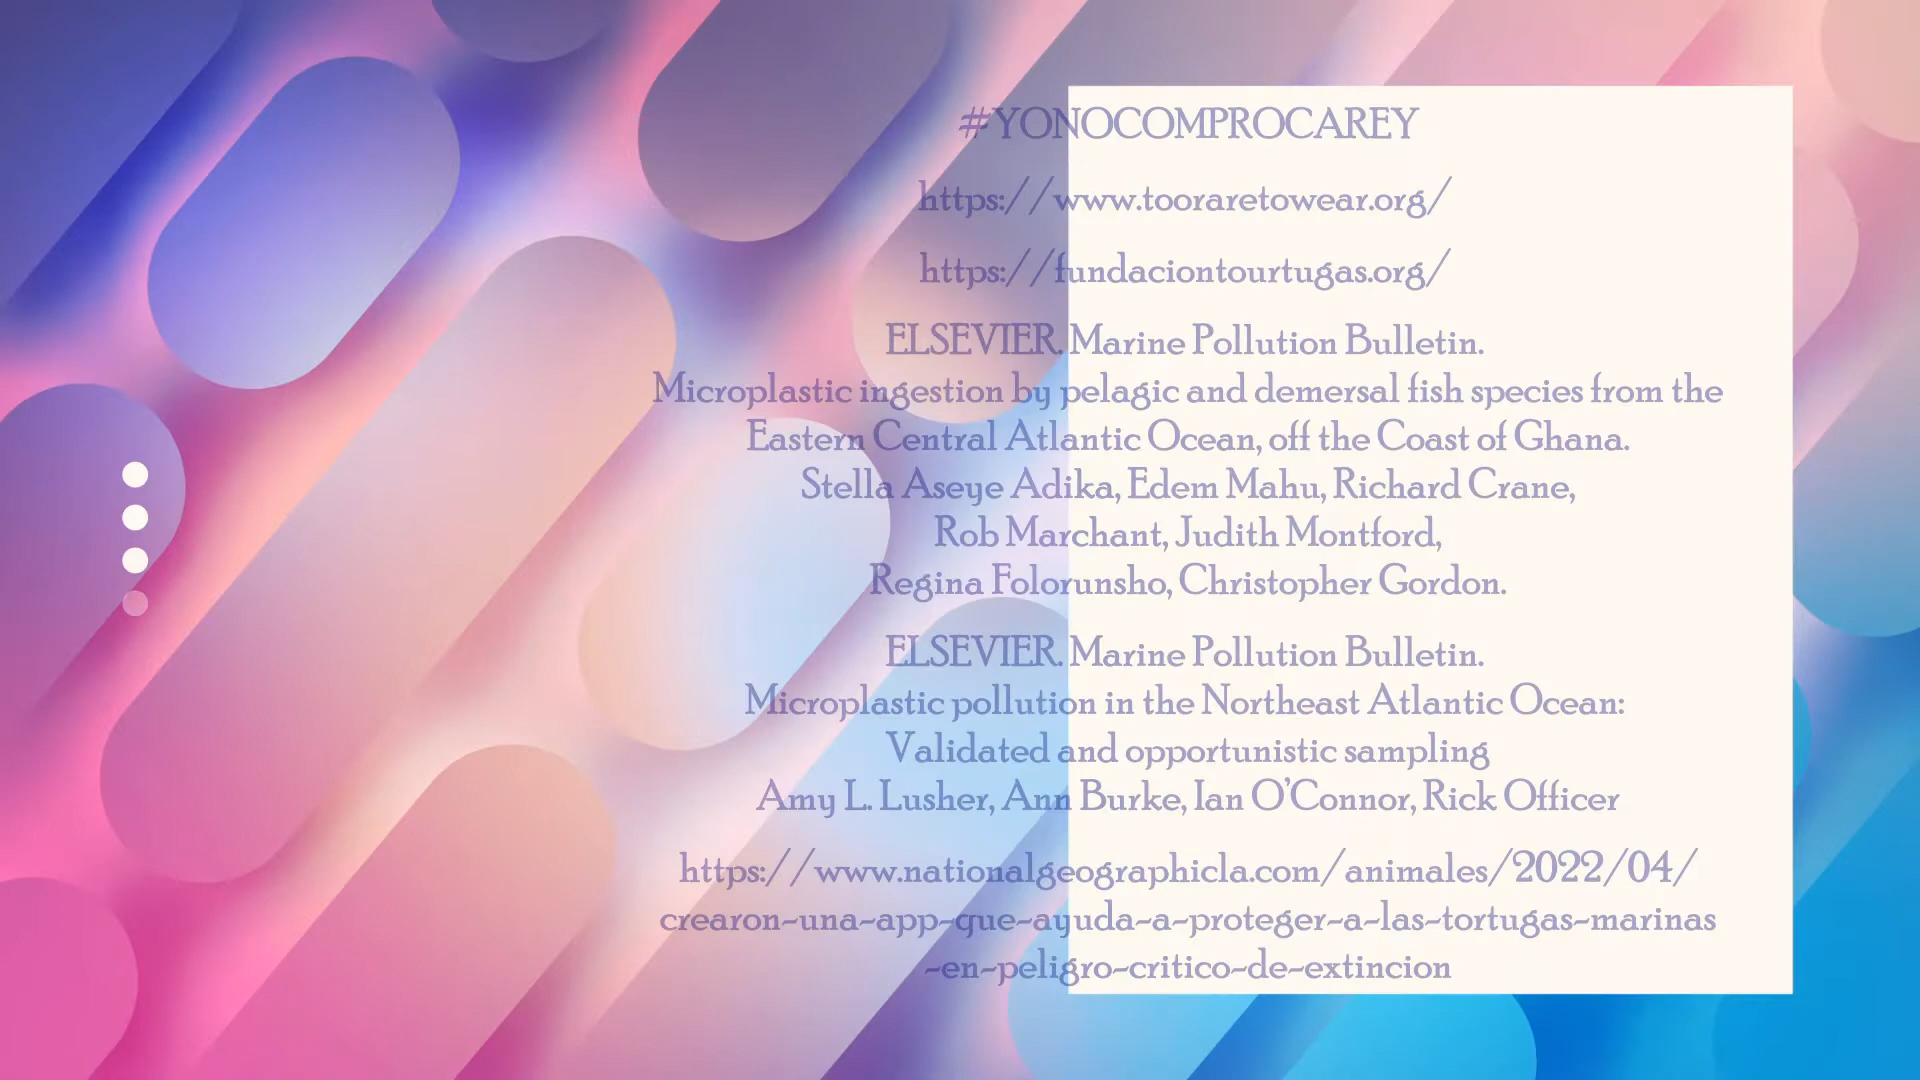 #YONOCOMPROCAREY
https://www.tooraretowear.org/
https://fundaciontourtugas.org/
ELSEVIER. Marine Pollution Bulletin.
Microplastic ingestion by pelagic and demersal fish species from the
Eastern Central Atlantic Ocean, off the Coast of Ghana.
Stella Aseye Adika, Edem Mahu, Richard Crane,
Rob Marchant, Judith Montford,
Regina Folorunsho, Christopher Gordon.
ELSEVIER. Marine Pollution Bulletin.
Microplastic pollution in the Northeast Atlantic Ocean:
Validated and opportunistic sampling
Amy L. Lusher, Ann Burke, Ian O’Connor, Rick Officer
https://www.nationalgeographicla.com/animales/2022/04/
crearon-una-app-que-ayuda-a-proteger-a-las-tortugas-marinas
-en-peligro-critico-de-extincion